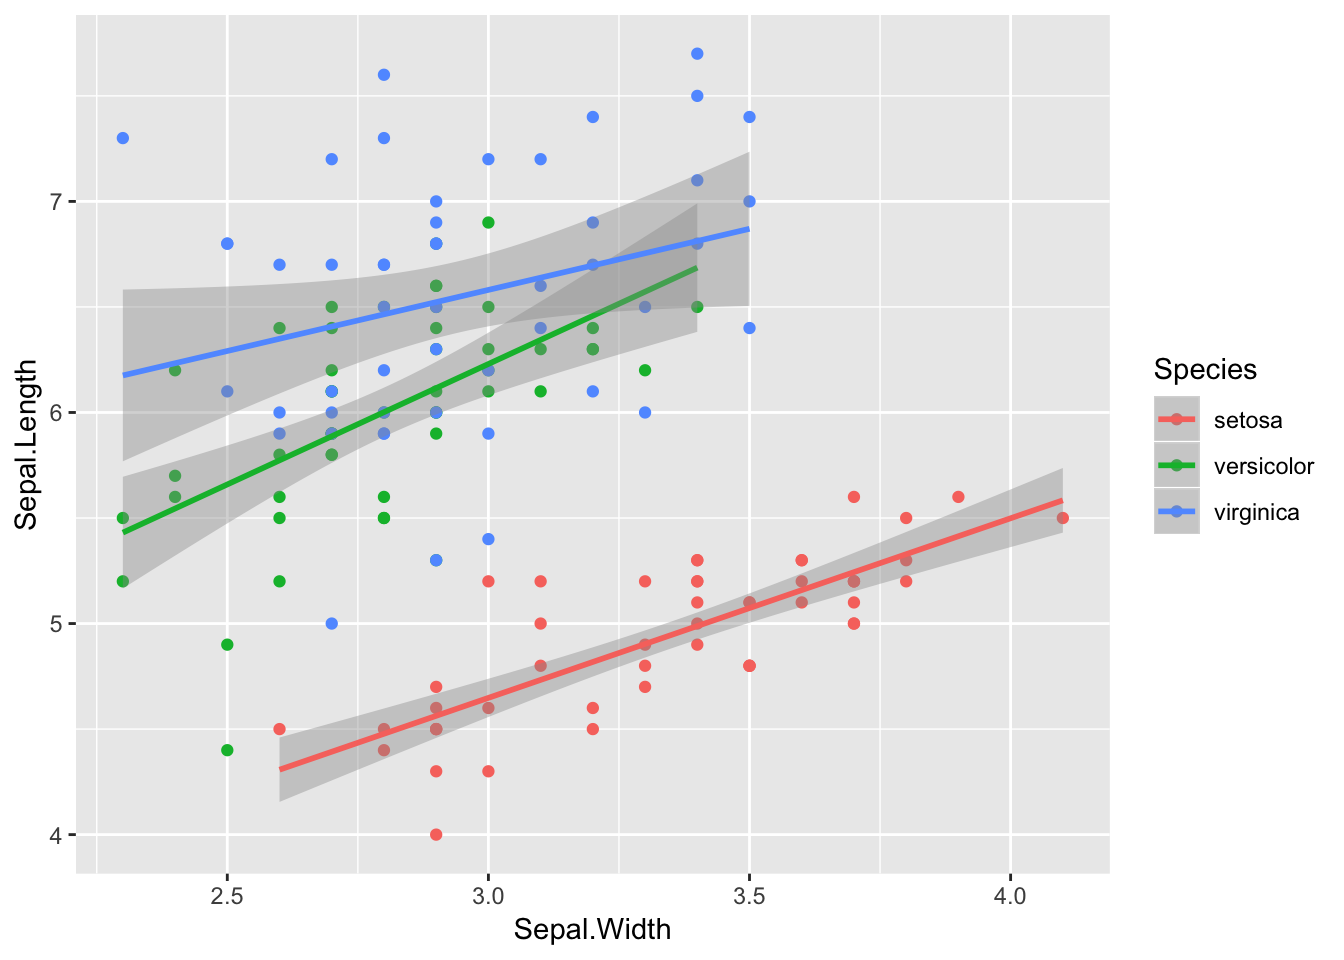 7
6
5
4
Sepal.Length
2.5 3.0 3.5 4.0
Sepal.Width
Species
setosa
versicolor
virginica